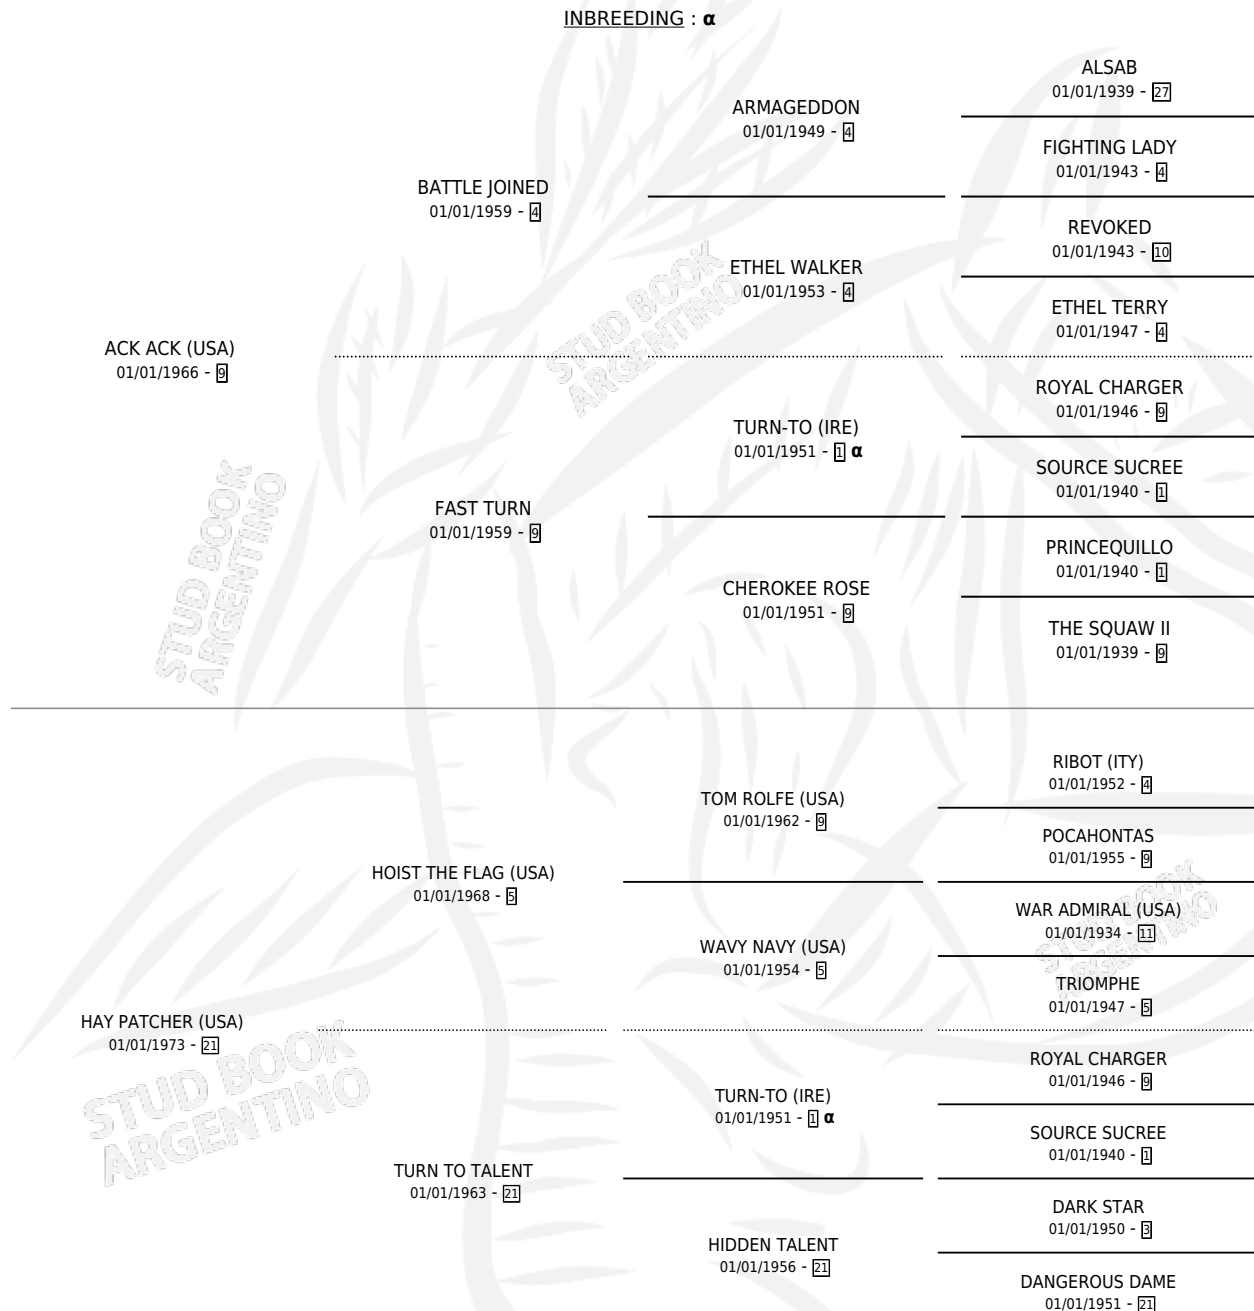 INBREEDING : α
ALSAB
01/01/1939 - 27
ARMAGEDDON
01/01/1949 - 4
FIGHTING LADY
01/01/1943 - 4
BATTLE JOINED
01/01/1959 - 4
REVOKED
01/01/1943 - 10
ETHEL WALKER
01/01/1953 - 4
ETHEL TERRY
01/01/1947 - 4
ACK ACK (USA)
01/01/1966 - 9
ROYAL CHARGER
01/01/1946 - 9
TURN-TO (IRE)
01/01/1951 - 1 α
SOURCE SUCREE
01/01/1940 - 1
FAST TURN
01/01/1959 - 9
PRINCEQUILLO
01/01/1940 - 1
CHEROKEE ROSE
01/01/1951 - 9
THE SQUAW II
01/01/1939 - 9
RIBOT (ITY)
01/01/1952 - 4
TOM ROLFE (USA)
01/01/1962 - 9
POCAHONTAS
01/01/1955 - 9
HOIST THE FLAG (USA)
01/01/1968 - 5
WAR ADMIRAL (USA)
01/01/1934 - 11
WAVY NAVY (USA)
01/01/1954 - 5
TRIOMPHE
01/01/1947 - 5
HAY PATCHER (USA)
01/01/1973 - 21
ROYAL CHARGER
01/01/1946 - 9
TURN-TO (IRE)
01/01/1951 - 1 α
SOURCE SUCREE
01/01/1940 - 1
TURN TO TALENT
01/01/1963 - 21
DARK STAR
01/01/1950 - 3
HIDDEN TALENT
01/01/1956 - 21
DANGEROUS DAME
01/01/1951 - 21
STUD BOOK
ARGENTINO
STUD BOOK
ARGENTINO
STUD BOOK
ARGENTINO
STUD BOOK
ARGENTINO